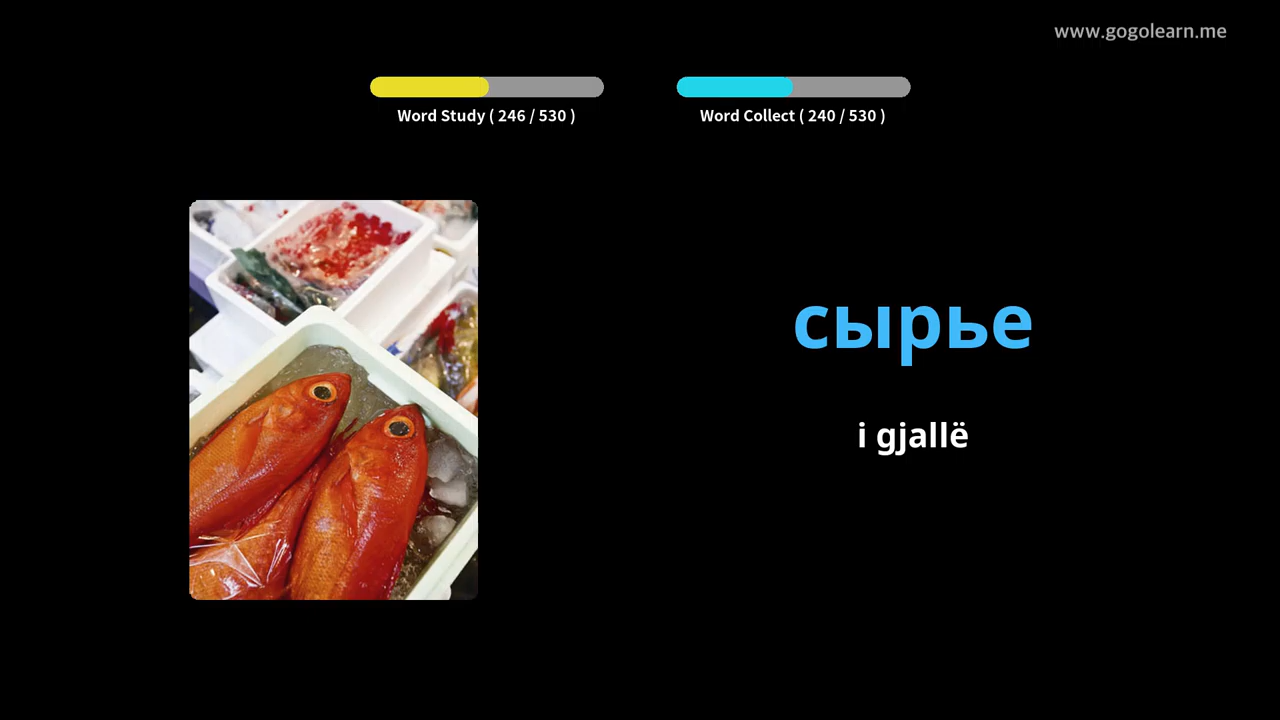 www.gogolearn.me
Word Study ( 246 / 530 )
Word Collect ( 240 / 530 )
сырье
i gjallë